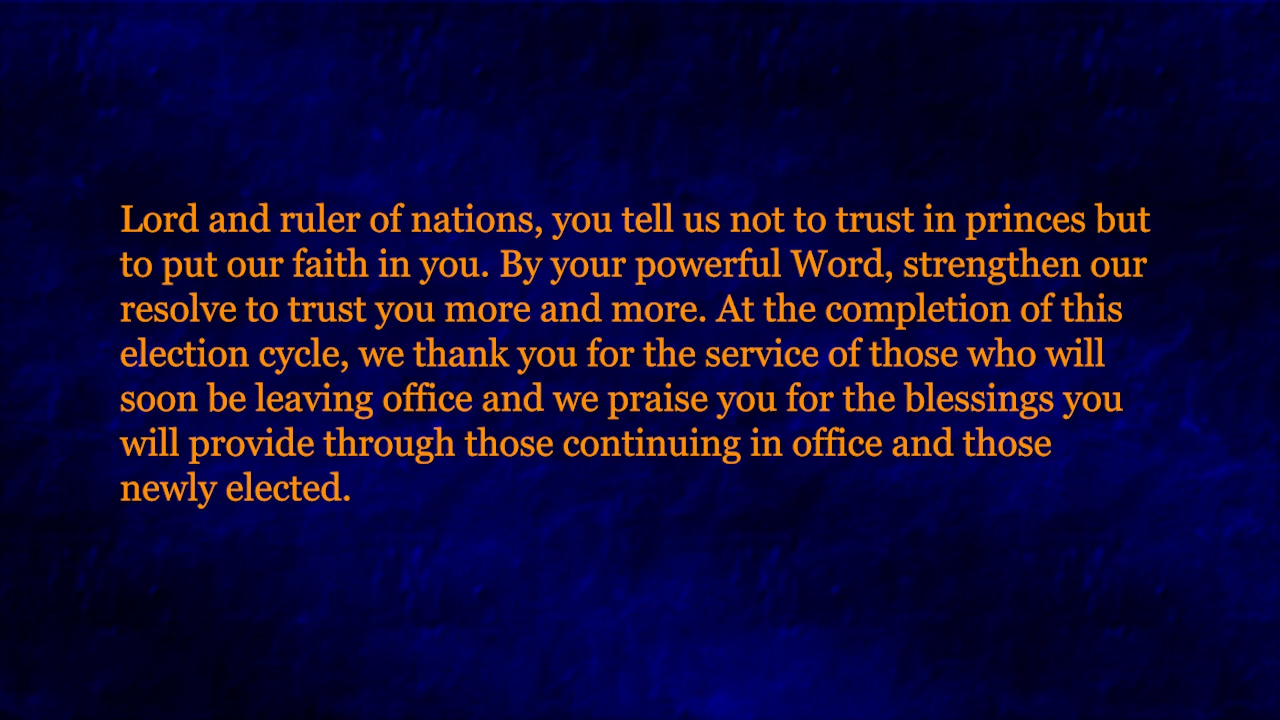 Lord and ruler of nations, you tell us not to trust in princes but
to put our faith in you. By your powerful Word, strengthen our
resolve to trust you more and more. At the completion of this
election cycle, we thank you for the service of those who will
soon be leaving office and we praise you for the blessings you
will provide through those continuing in office and those
newly elected.